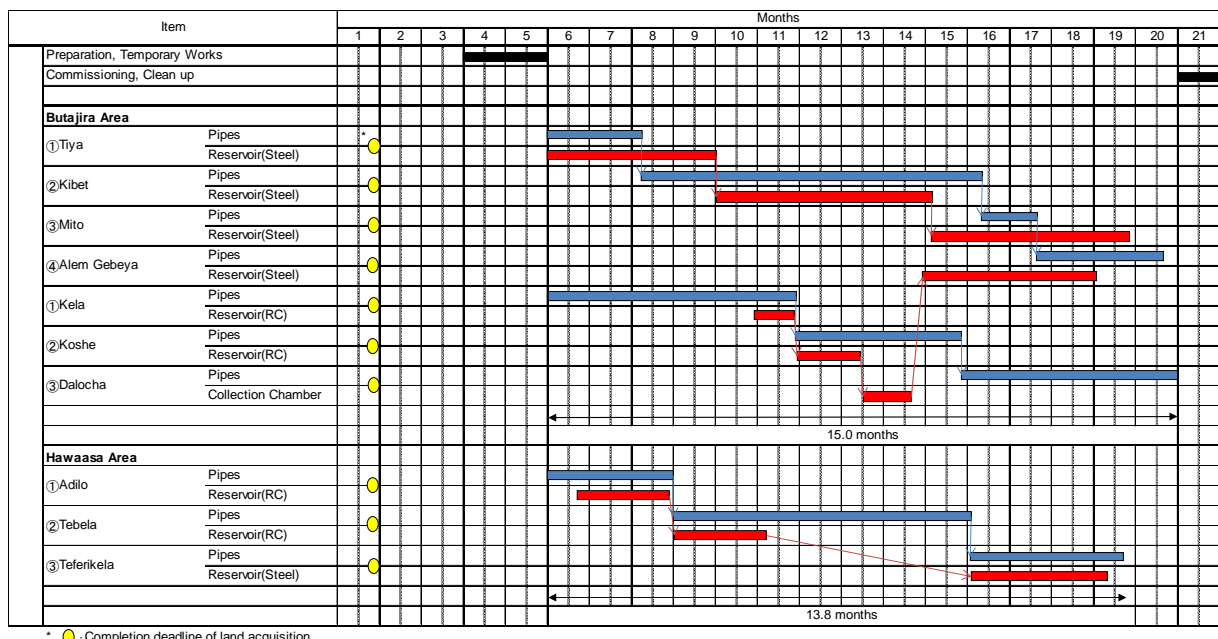 Item
Months
1 2 3 4 5 6 7 8 9 10 11 12 13 14 15 16 17 18 19 20 21
Preparation, Temporary Works
Commissioning, Clean up
Butajira Area
①Tiya
*
Pipes
Reservoir(Steel)
②Kibet
Pipes
Reservoir(Steel)
③Mito
Pipes
Reservoir(Steel)
④Alem Gebeya
Pipes
Reservoir(Steel)
①Kela
Pipes
Reservoir(RC)
②Koshe
Pipes
Reservoir(RC)
③Dalocha
Pipes
Collection Chamber
15.0 months
Hawaasa Area
①Adilo
Pipes
Reservoir(RC)
②Tebela
Pipes
Reservoir(RC)
③Teferikela
Pipes
Reservoir(Steel)
13.8 months
* : Completion deadline of land acquisition